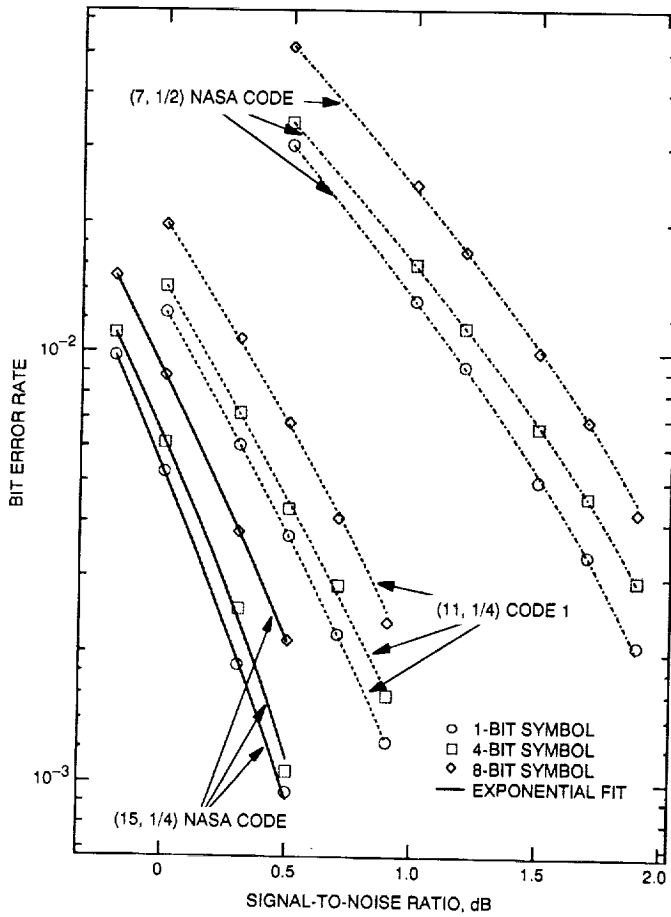 (7, 1/2) NASA CODE
10⁻²
BIT ERROR RATE
(11, 1/4) CODE 1
1-BIT SYMBOL
4-BIT SYMBOL
8-BIT SYMBOL
EXPONENTIAL FIT
10⁻³
(15, 1/4) NASA CODE
0 0.5 1.0 1.5 2.0
SIGNAL-TO-NOISE RATIO, dB